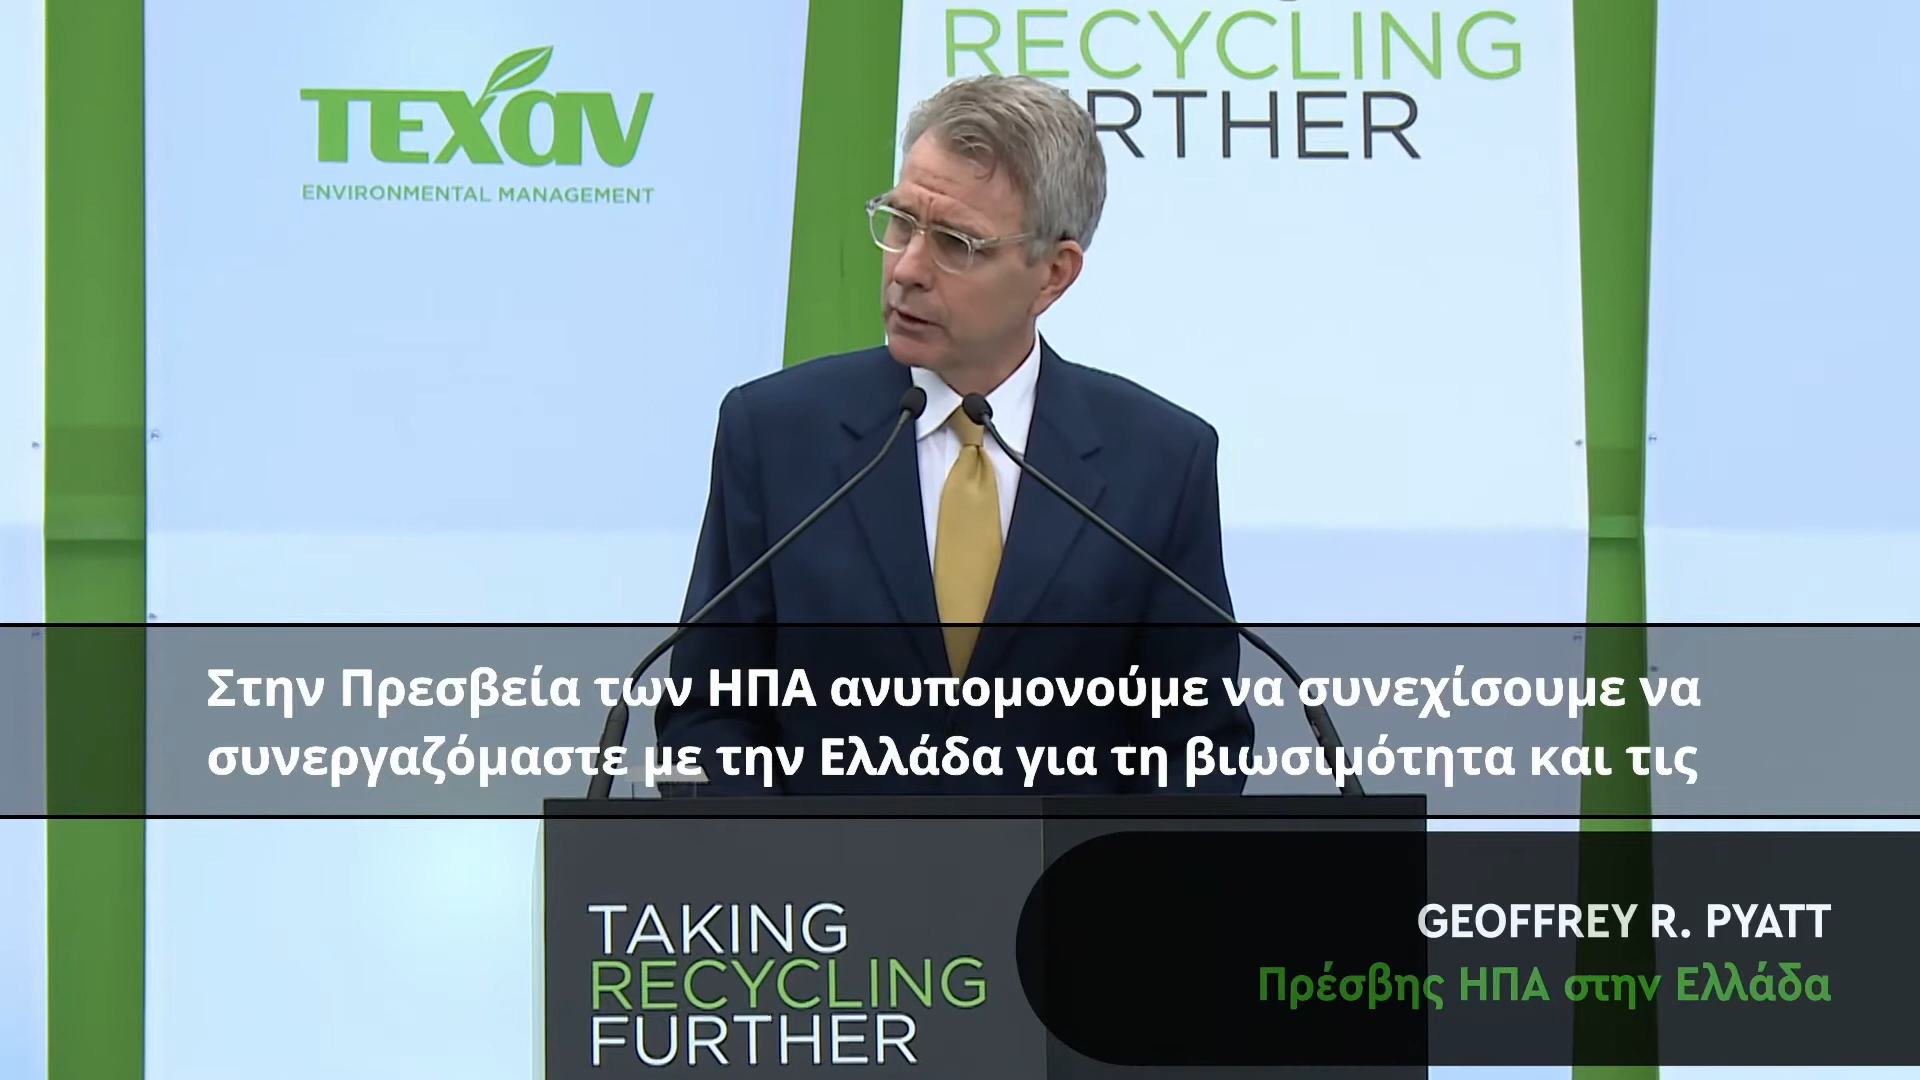 ΤΕΧαν
ENVIRONMENTAL MANAGEMENT
RECYCLING
RTHER
Στην Πρεσβεία των ΗΠΑ ανυπομονούμε να συνεχίσουμε να
συνεργαζόμαστε με την Ελλάδα για τη βιωσιμότητα και τις
TAKING
RECYCLING
FURTHER
GEOFFREY R. PYATT
Πρέσβης ΗΠΑ στην Ελλάδα